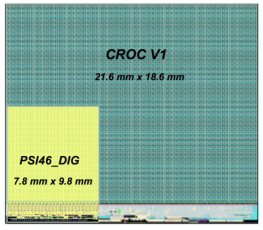 CROC V1
21.6 mm x 18.6 mm
PSI46_DIG
7.8 mm x 9.8 mm